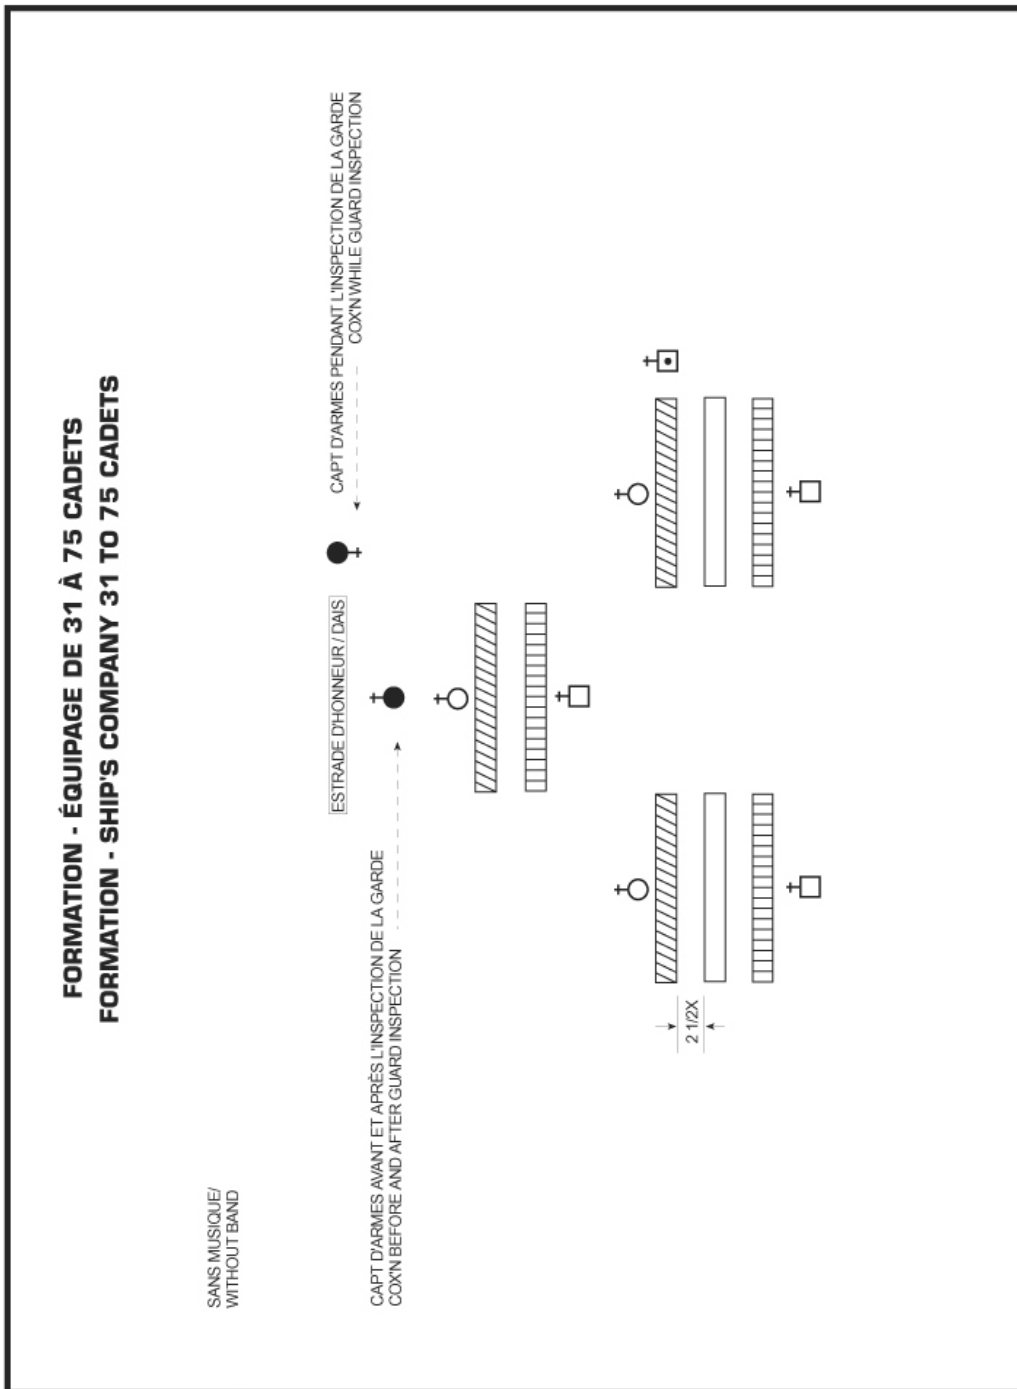 FORMATION - ÉQUIPAGE DE 31 À 75 CADETS
FORMATION - SHIP'S COMPANY 31 TO 75 CADETS
SANS MUSIQUE/
WITHOUT BAND
ESTRADE D'HONNEUR / DAIS
CAPT D'ARMES PENDANT L'INSPECTION DE LA GARDE
COX'N WHILE GUARD INSPECTION
CAPT D'ARMES AVANT ET APRÈS L'INSPECTION DE LA GARDE
COX'N BEFORE AND AFTER GUARD INSPECTION
2 1/2X